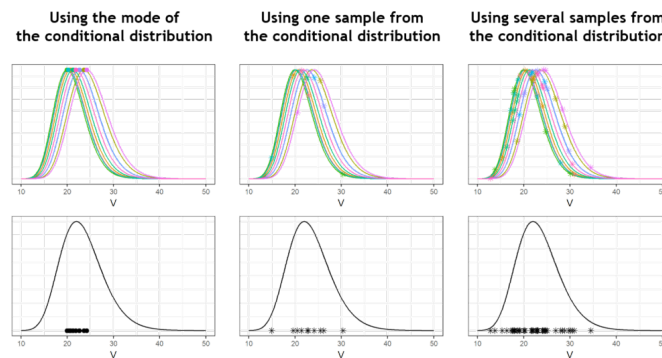 Using the mode of
the conditional distribution
Using one sample from
the conditional distribution
Using several samples from
the conditional distribution
10 20 30 40 50
V
10 20 30 40 50
V
10 20 30 40 50
V
10 20 30 40 50
V
10 20 30 40 50
V
10 20 30 40 50
V